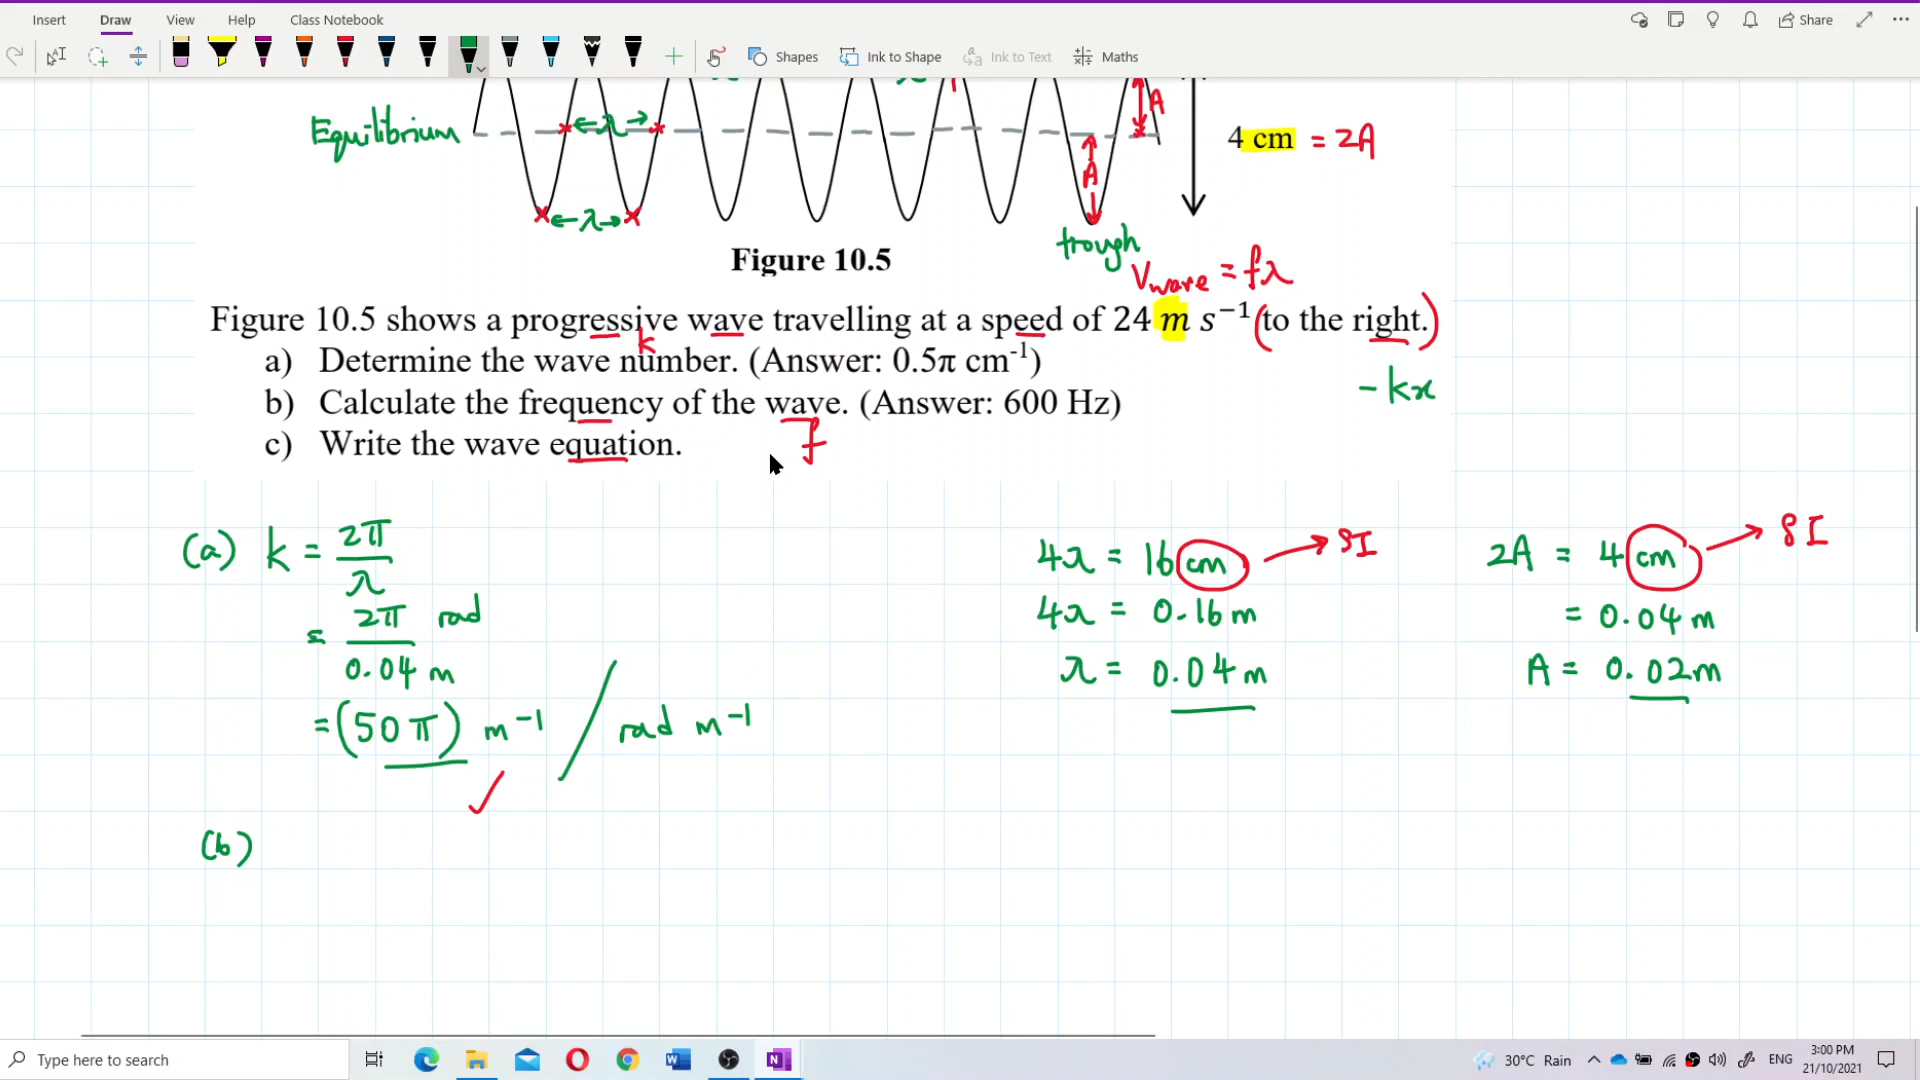 Insert Draw View Help Class Notebook
Share
Shapes Ink to Shape Ink to Text Maths
Equilibrium
λ
A
A
4 cm = 2A
λ
trough
Figure 10.5
Vwave = fλ
Figure 10.5 shows a progressive wave travelling at a speed of 24 m s⁻¹ (to the right.)
k
a) Determine the wave number. (Answer: 0.5π cm⁻¹)
- kx
b) Calculate the frequency of the wave. (Answer: 600 Hz)
f
c) Write the wave equation.
(a) k = 2π / λ
= 2π rad / 0.04 m
= (50π) m⁻¹ / rad m⁻¹
4λ = 16 cm → SI
4λ = 0.16 m
λ = 0.04 m
2A = 4 cm → SI
= 0.04 m
A = 0.02 m
(b)
Type here to search
30°C Rain
ENG
3:00 PM
21/10/2021